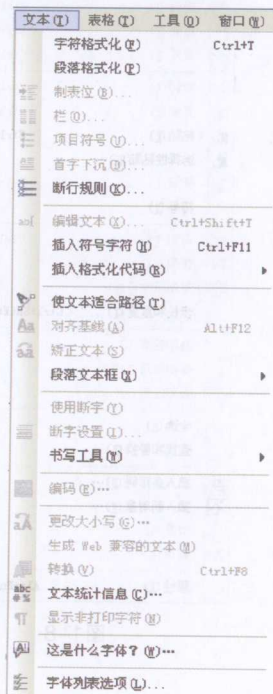 文本(T) 表格(T) 工具(O) 窗口(W)
字符格式化(F) Ctrl+T
段落格式化(P)
制表位(B)...
栏(O)...
项目符号(U)...
首字下沉(D)...
断行规则(K)...
编辑文本(X)... Ctrl+Shift+T
插入符号字符(H) Ctrl+F11
插入格式化代码(R)
使文本适合路径(T)
对齐基线(A) Alt+F12
矫正文本(S)
段落文本框(X)
使用断字(Y)
断字设置(I)...
书写工具(W)
编码(E)...
更改大小写(G)...
生成 Web 兼容的文本(M)
转换(V) Ctrl+F8
文本统计信息(C)...
显示非打印字符(N)
这是什么字体?(W)...
字体列表选项(L)...